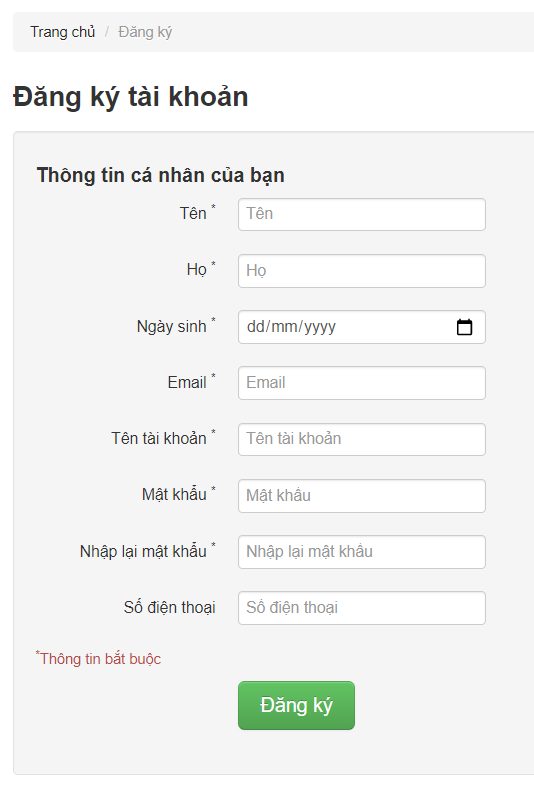 Trang chủ / Đăng ký
Đăng ký tài khoản
Thông tin cá nhân của bạn
Tên * Tên
Họ * Họ
Ngày sinh * dd/mm/yyyy
Email * Email
Tên tài khoản * Tên tài khoản
Mật khẩu * Mật khẩu
Nhập lại mật khẩu * Nhập lại mật khẩu
Số điện thoại Số điện thoại
*Thông tin bắt buộc
Đăng ký